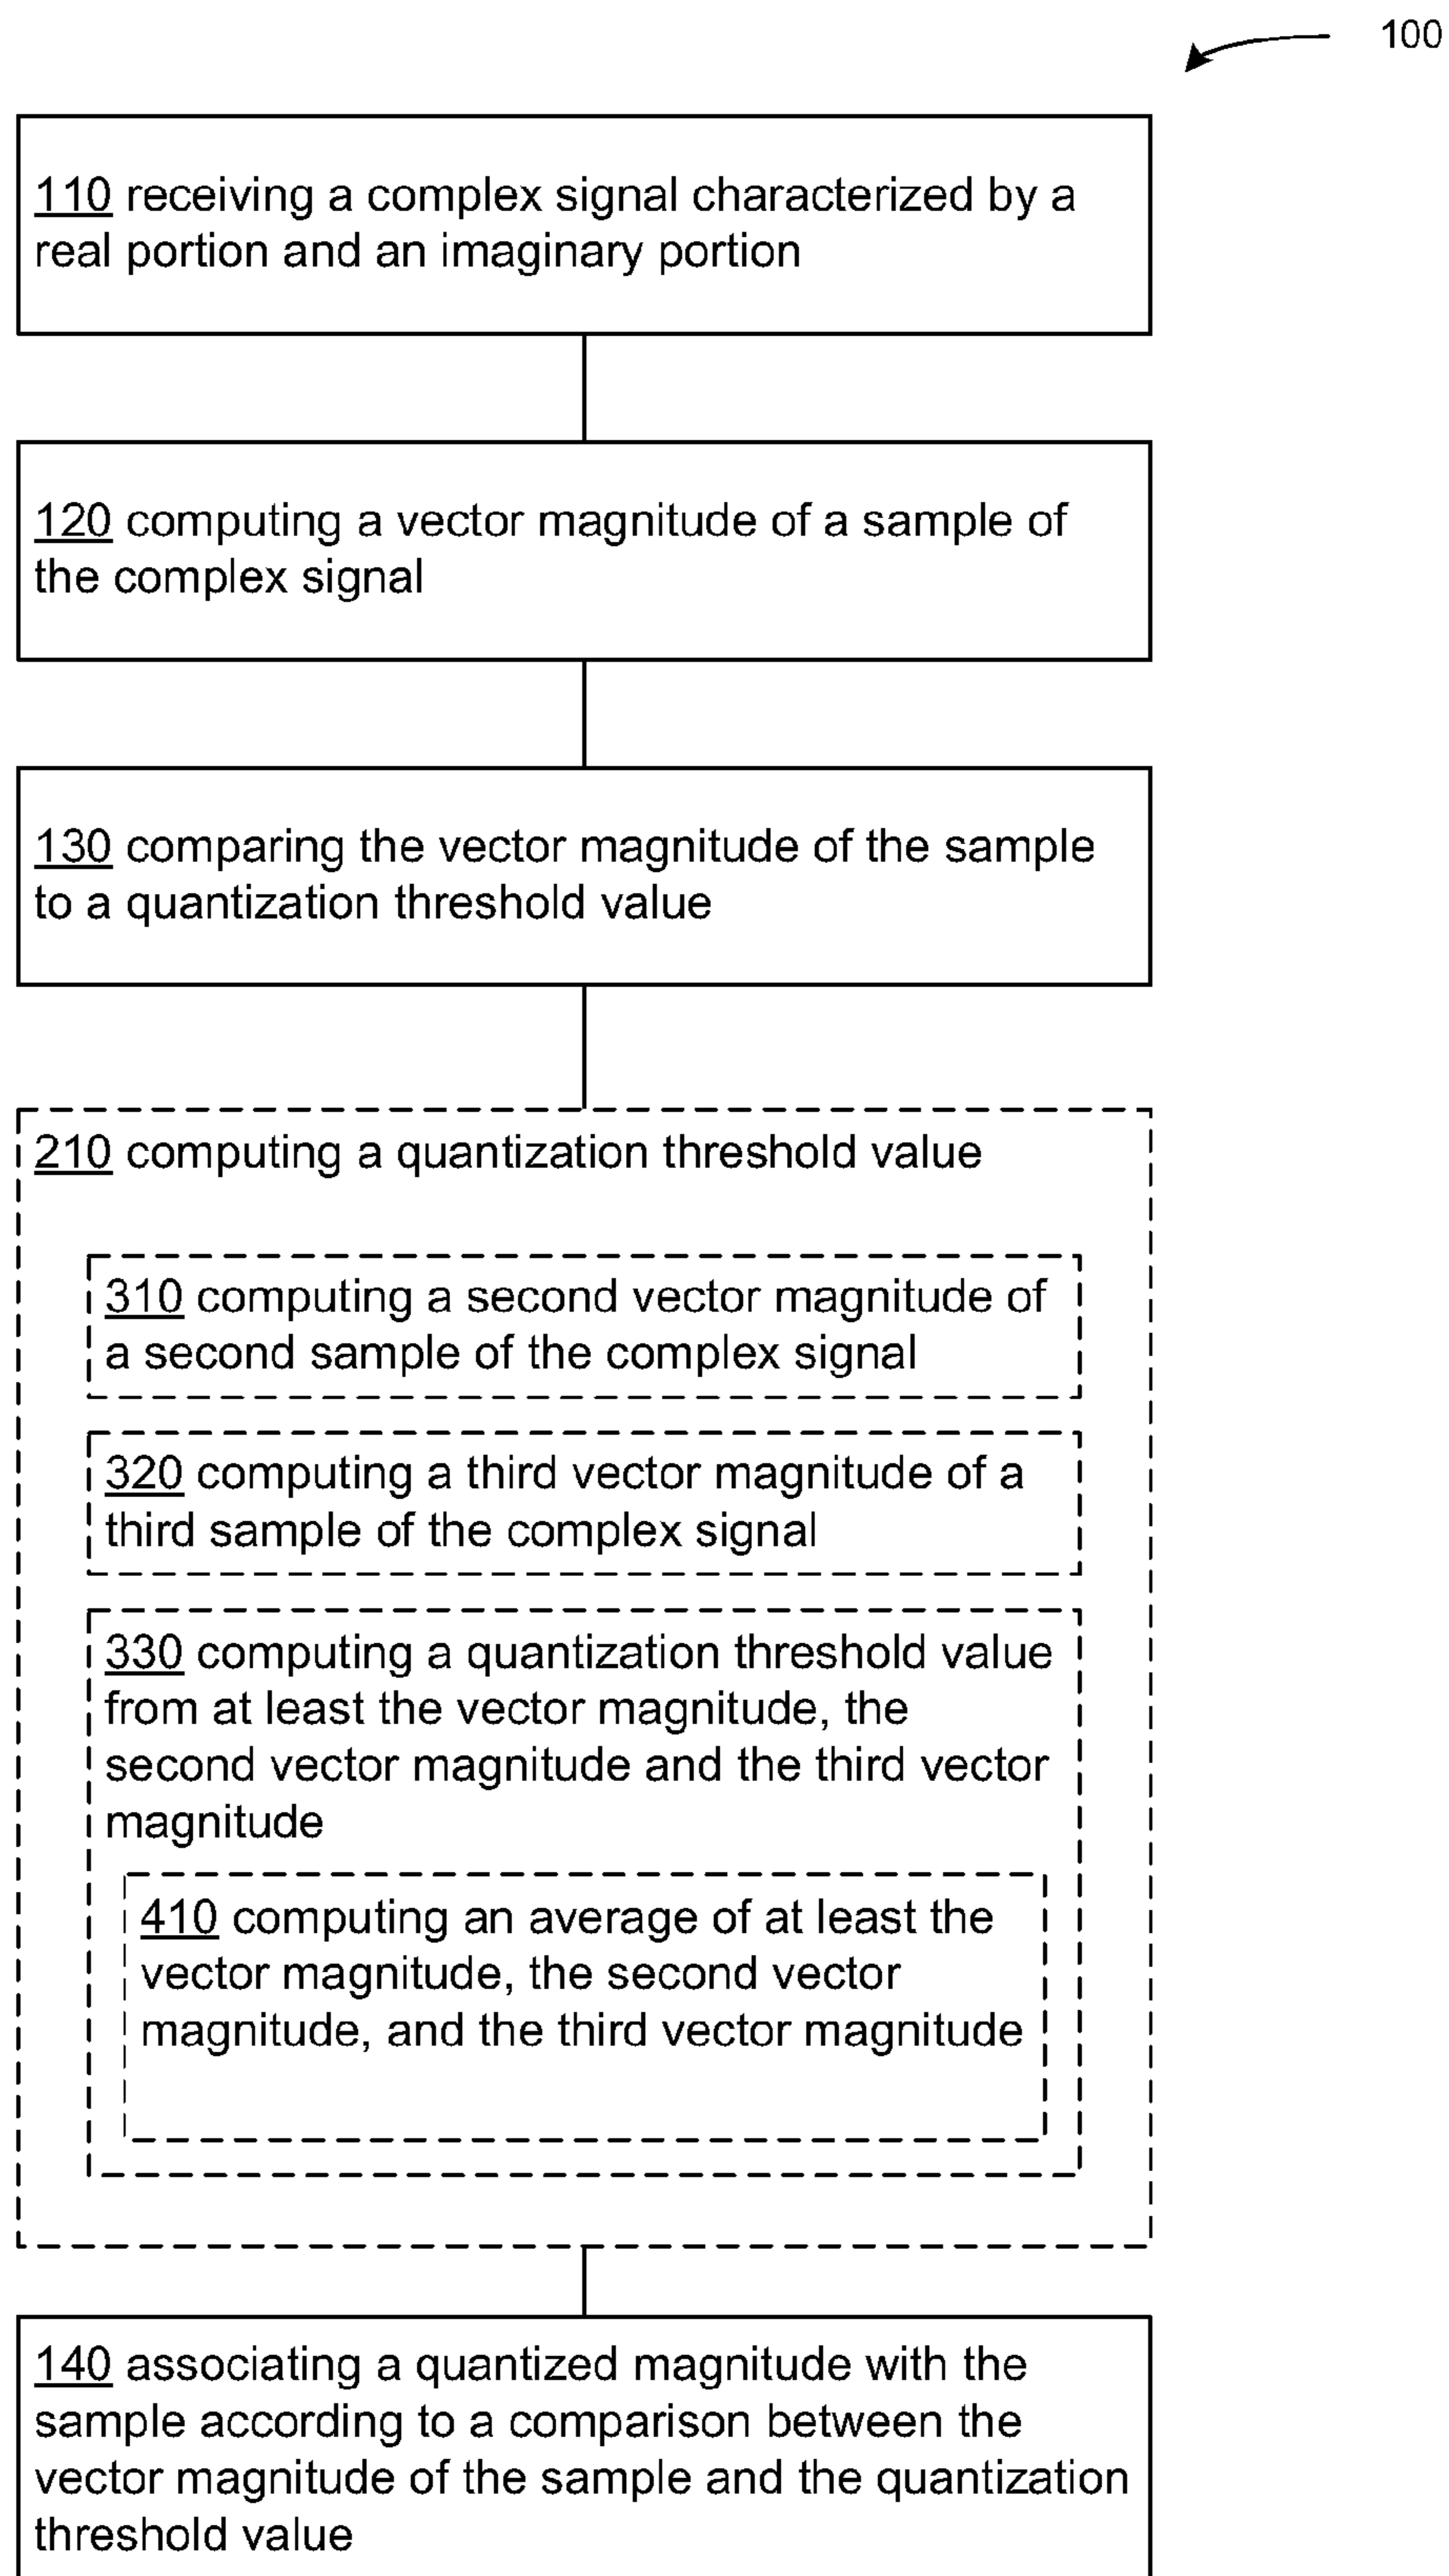 100
110 receiving a complex signal characterized by a
real portion and an imaginary portion
120 computing a vector magnitude of a sample of
the complex signal
130 comparing the vector magnitude of the sample
to a quantization threshold value
210 computing a quantization threshold value
310 computing a second vector magnitude of
a second sample of the complex signal
320 computing a third vector magnitude of a
third sample of the complex signal
330 computing a quantization threshold value
from at least the vector magnitude, the
second vector magnitude and the third vector
magnitude
410 computing an average of at least the
vector magnitude, the second vector
magnitude, and the third vector magnitude
140 associating a quantized magnitude with the
sample according to a comparison between the
vector magnitude of the sample and the quantization
threshold value